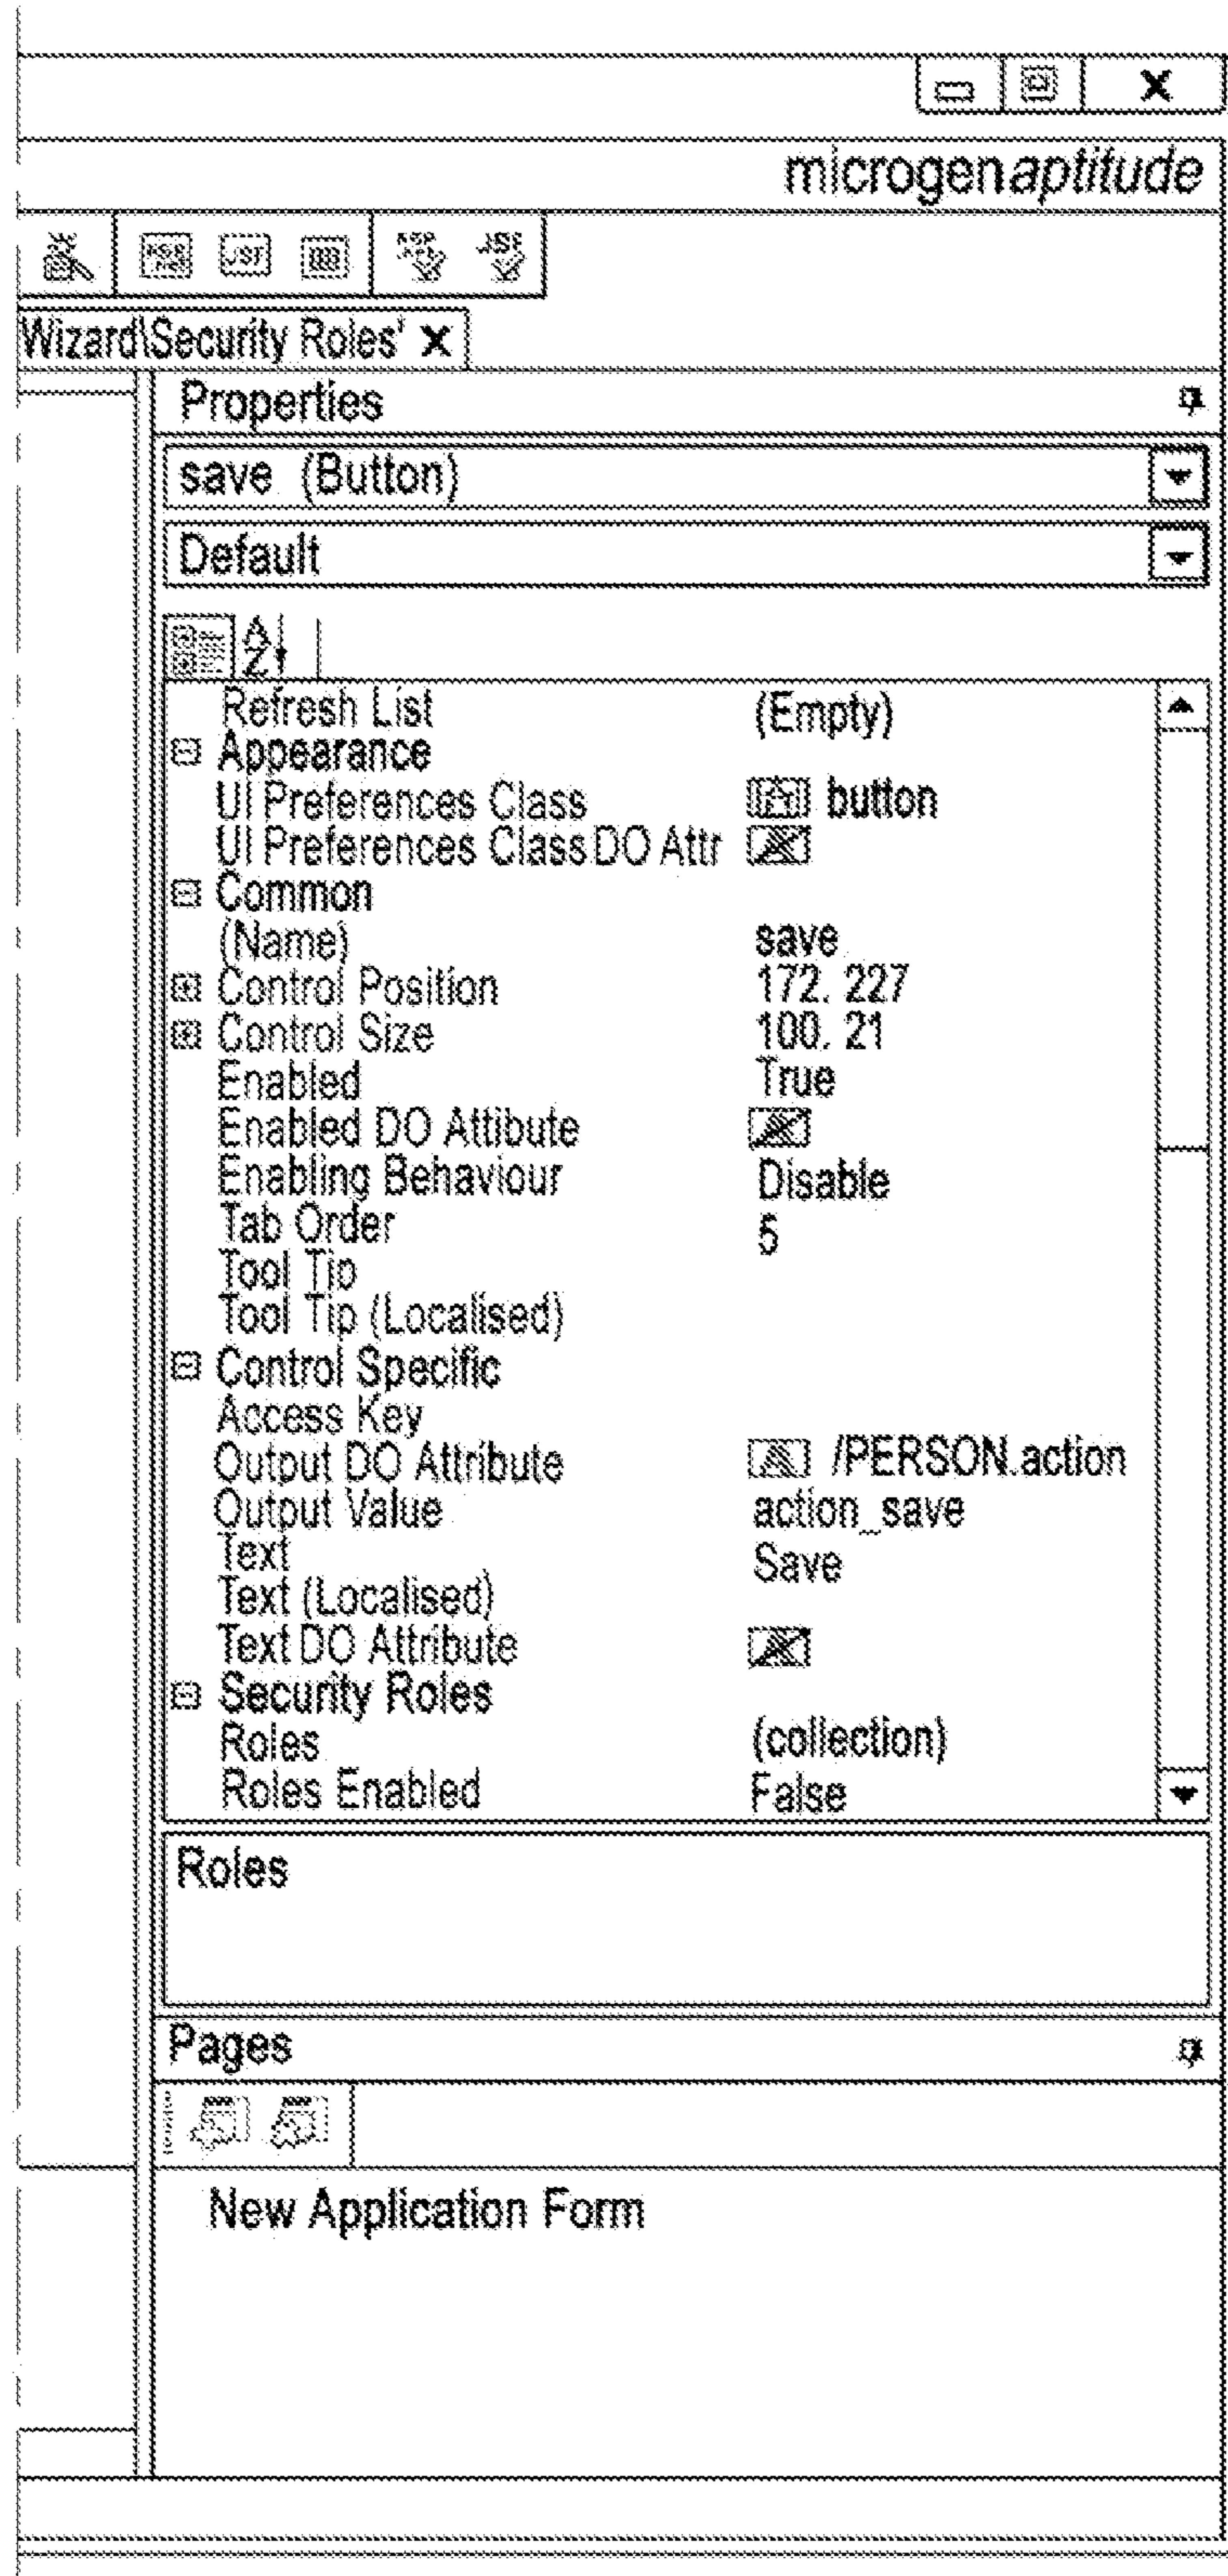 microgenaptitude
Wizard\Security Roles' x
Properties
save (Button)
Default
Refresh List (Empty)
Appearance
UI Preferences Class button
UI Preferences Class DO Attr
Common
(Name) save
Control Position 172. 227
Control Size 100. 21
Enabled True
Enabled DO Attibute
Enabling Behaviour Disable
Tab Order 5
Tool Tip
Tool Tip (Localised)
Control Specific
Access Key
Output DO Attribute /PERSON.action
Output Value action_save
Text Save
Text (Localised)
Text DO Attribute
Security Roles
Roles (collection)
Roles Enabled False
Roles
Pages
New Application Form